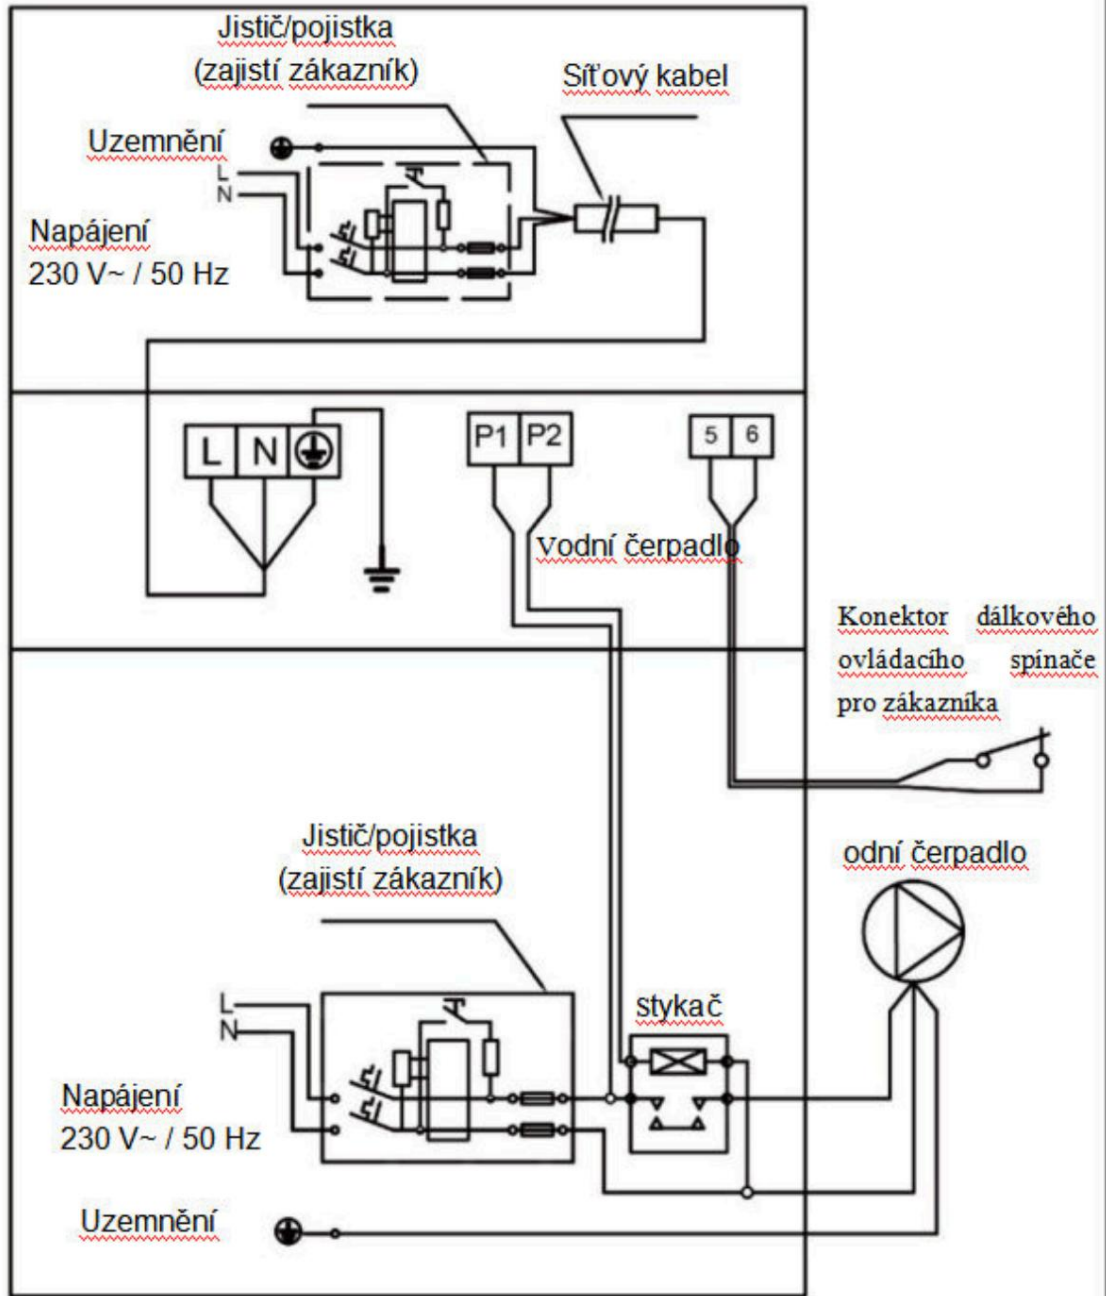 Jistič/pojistka
(zajistí zákazník)
Síťový kabel
Uzemnění
L
N
Napájení
230 V~ / 50 Hz
L N
P1 P2
5 6
Vodní čerpadlo
Konektor dálkového
ovládacího spínače
pro zákazníka
Jistič/pojistka
(zajistí zákazník)
odní čerpadlo
Stykač
L
N
Napájení
230 V~ / 50 Hz
Uzemnění